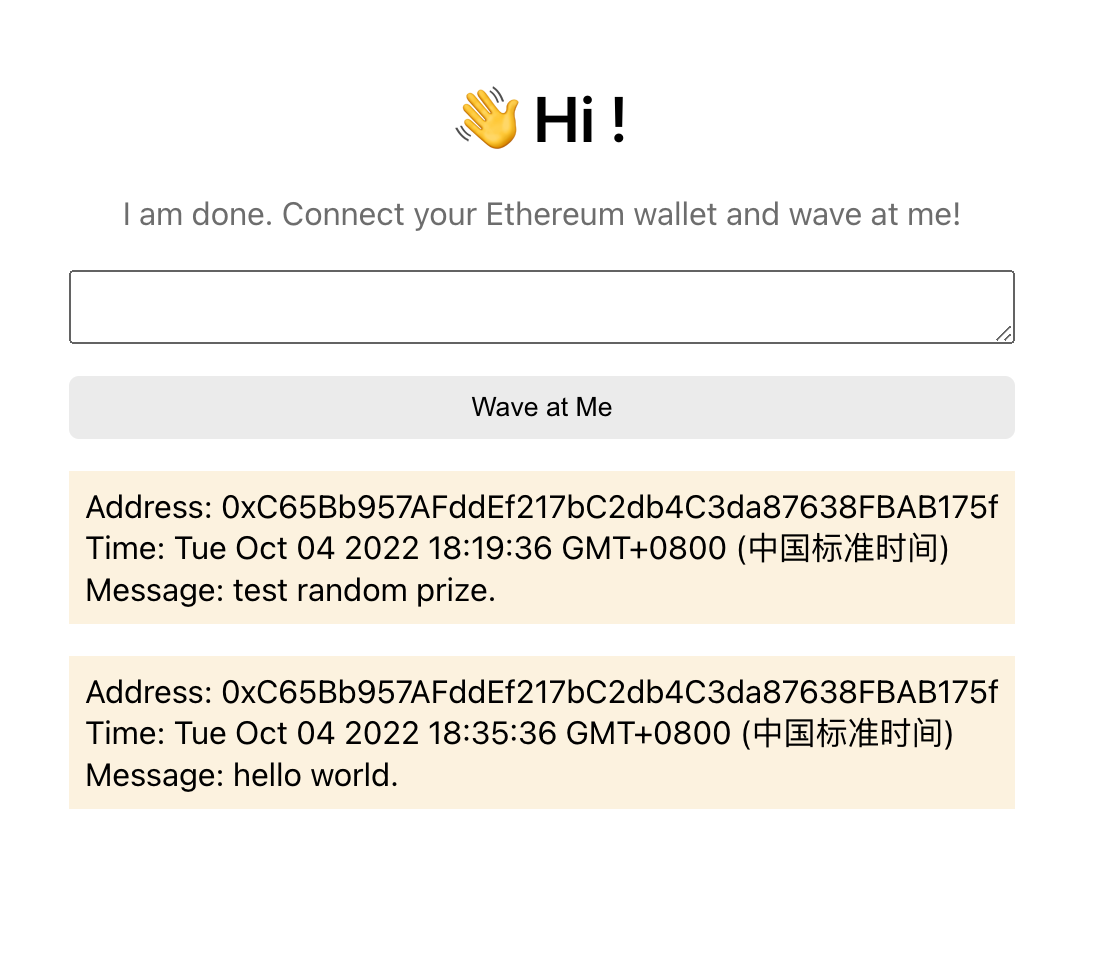 👋 Hi !
I am done. Connect your Ethereum wallet and wave at me!
Wave at Me
Address: 0xC65Bb957AFddEf217bC2db4C3da87638FBAB175f
Time: Tue Oct 04 2022 18:19:36 GMT+0800 (中国标准时间)
Message: test random prize.
Address: 0xC65Bb957AFddEf217bC2db4C3da87638FBAB175f
Time: Tue Oct 04 2022 18:35:36 GMT+0800 (中国标准时间)
Message: hello world.